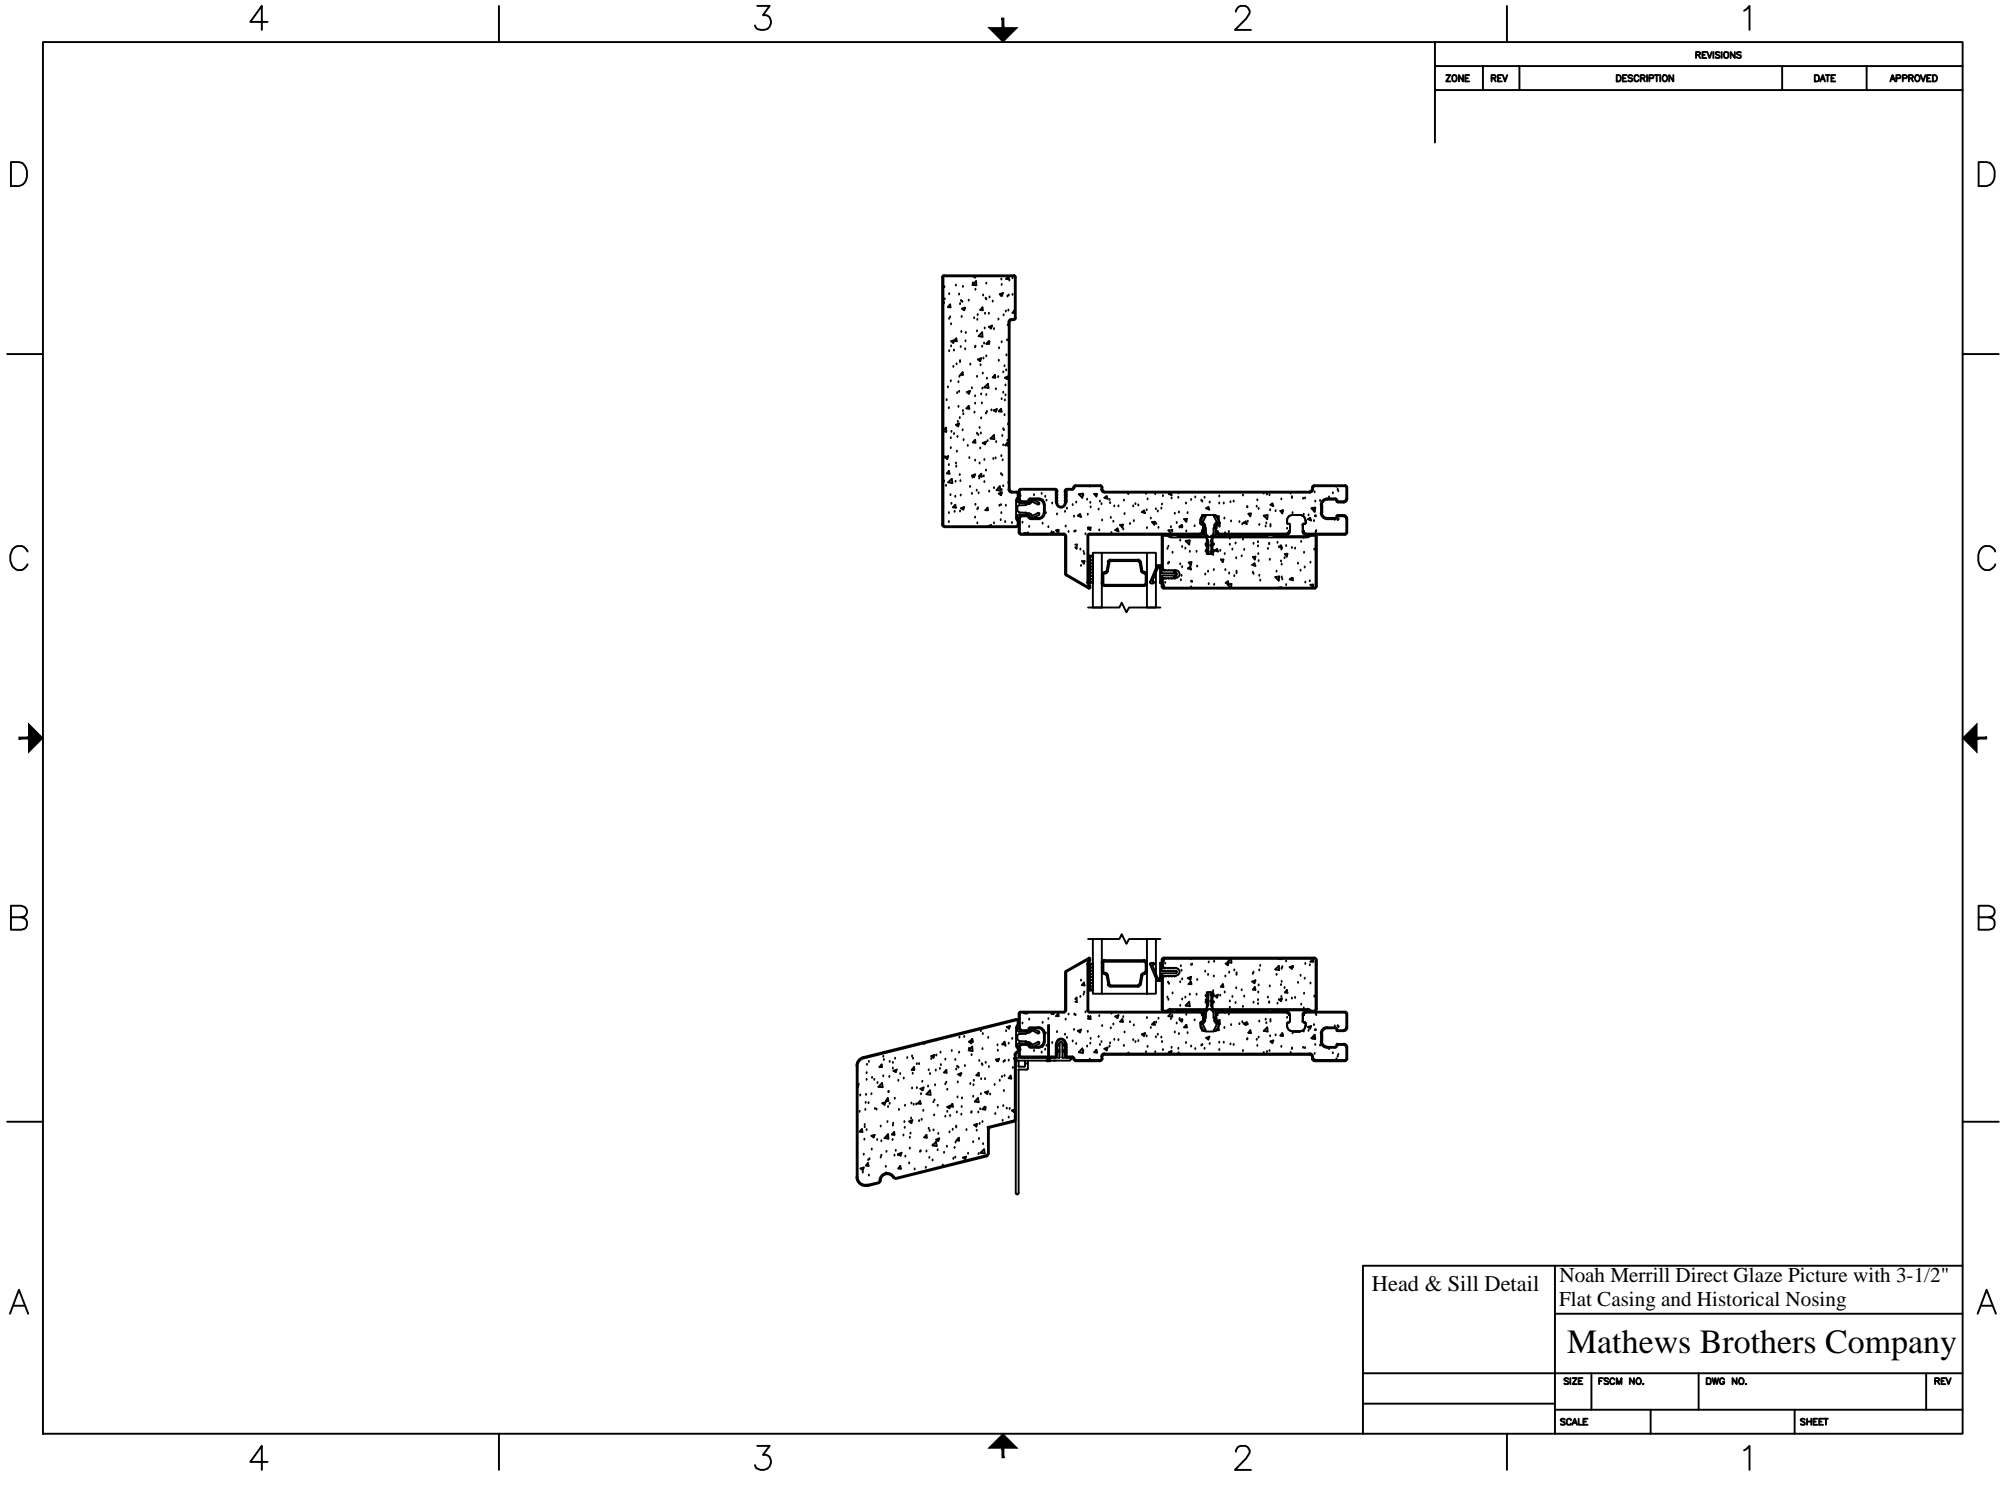 4 3 2 1
REVISIONS
ZONE REV DESCRIPTION DATE APPROVED
D D
C C
B B
A A
Head & Sill Detail
Noah Merrill Direct Glaze Picture with 3-1/2"
Flat Casing and Historical Nosing
Mathews Brothers Company
SIZE FSCM NO. DWG NO. REV
SCALE SHEET
4 3 2 1